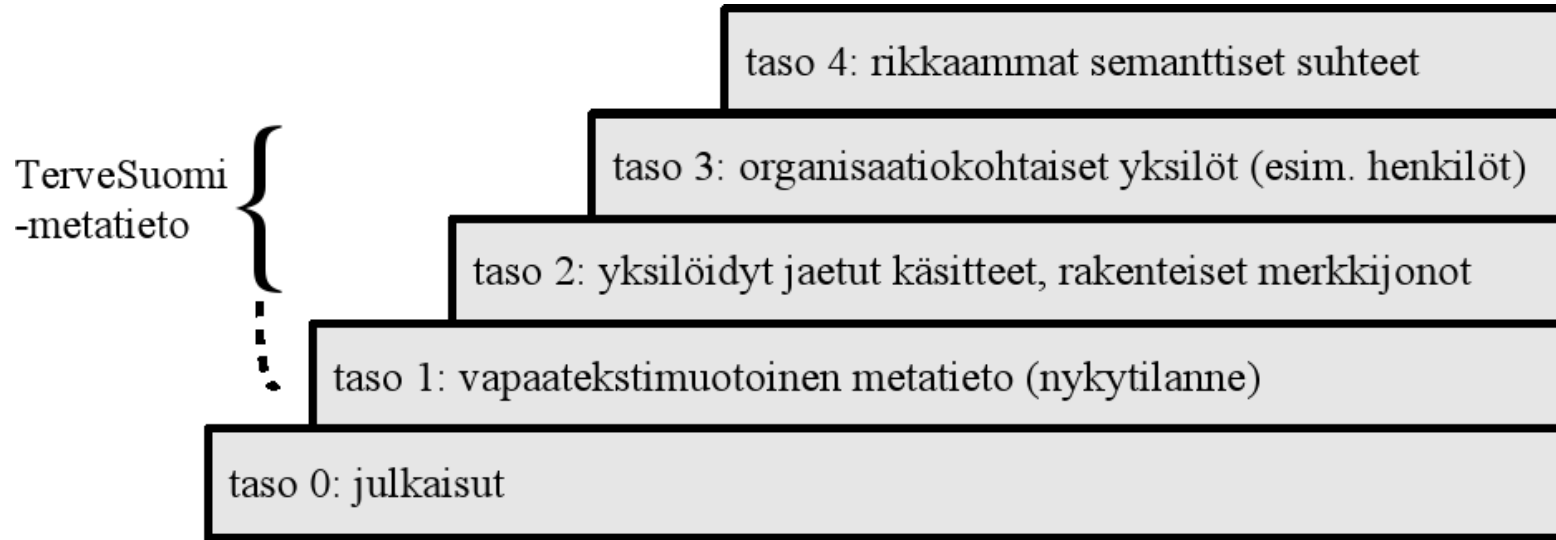 taso 4: rikkaammat semanttiset suhteet
taso 3: organisaatiokohtaiset yksilöt (esim. henkilöt)
TerveSuomi
-metatieto
taso 2: yksilöidyt jaetut käsitteet, rakenteiset merkkijonot
taso 1: vapaatekstimuotoinen metatieto (nykytilanne)
taso 0: julkaisut